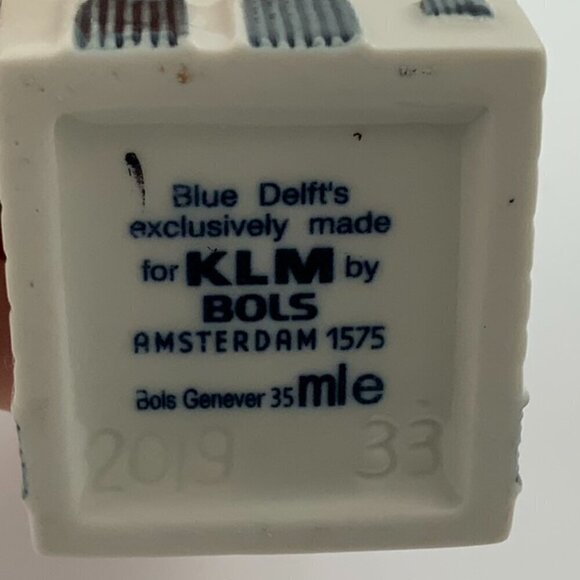 Blue Delft's
exclusively made
for KLM by
BOLS
AMSTERDAM 1575
Bols Genever 35 ml e
2019 33